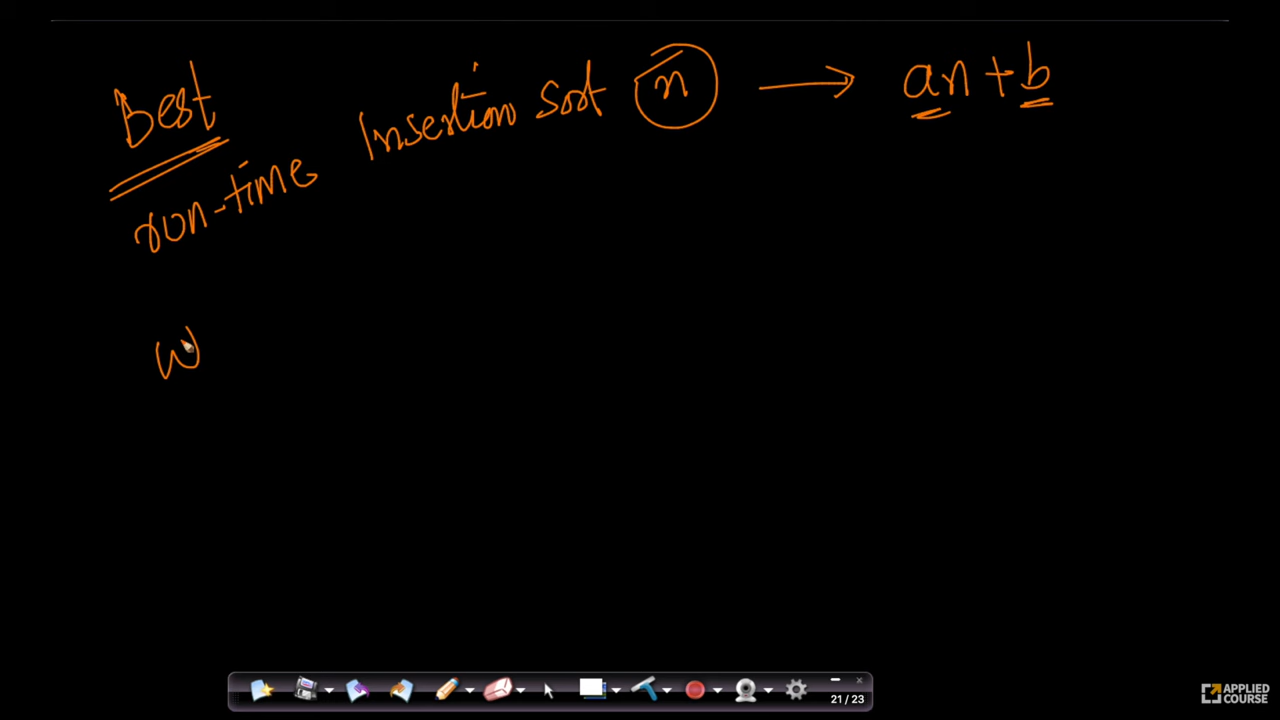 Best Insertion Sort n → an + b
run-time
W
21 / 23
APPLIED
COURSE